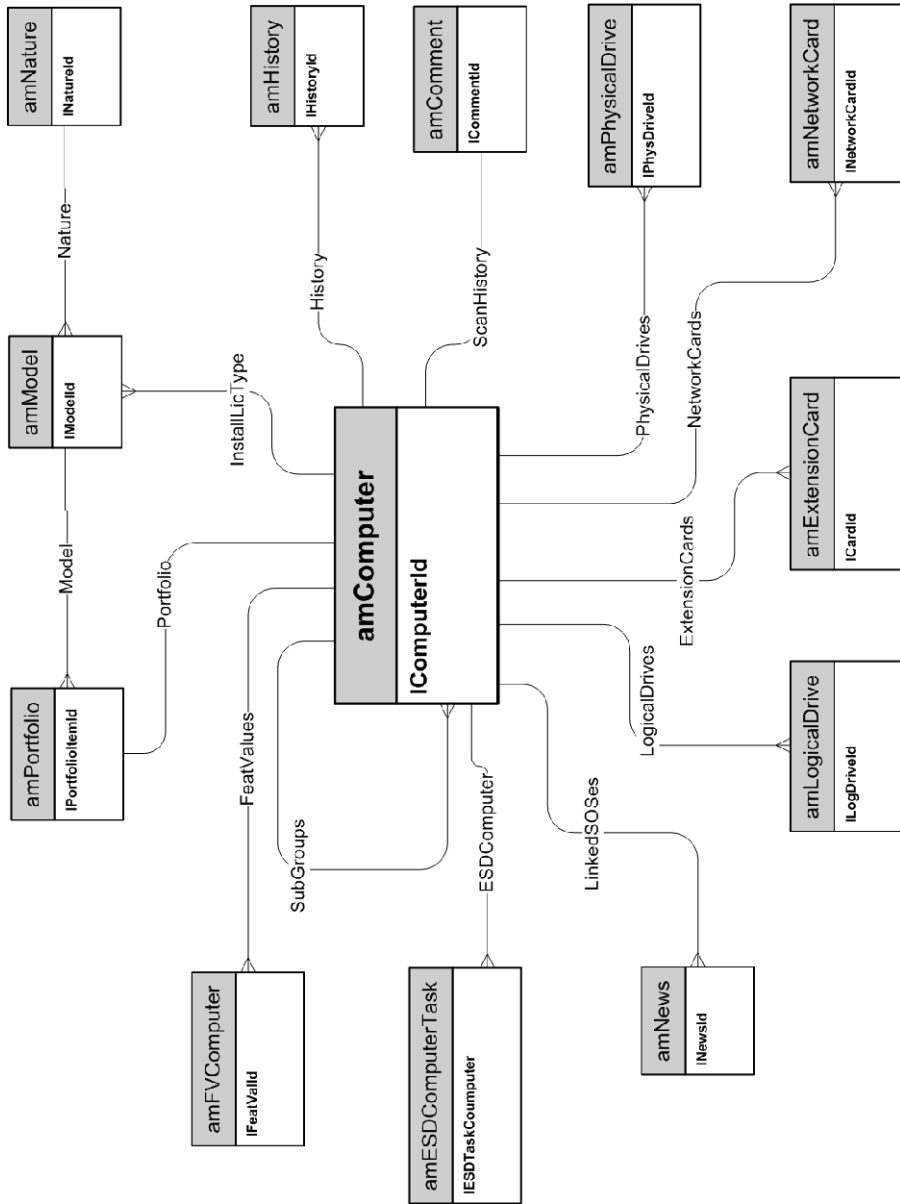 amPortfolio
lPortfolioItemId
Model
amModel
lModelId
Nature
amNature
lNatureId
Portfolio
InstallLicType
amFVComputer
lFeatValId
FeatValues
amHistory
lHistoryId
History
SubGroups
amComputer
lComputerId
amESDComputerTask
lESDTaskCoumputer
ESDComputer
amComment
lCommentId
ScanHistory
LinkedSOSes
amNews
lNewsId
LogicalDrives
PhysicalDrives
amPhysicalDrive
lPhysDriveId
ExtensionCards
NetworkCards
amLogicalDrive
lLogDriveId
amExtensionCard
lCardId
amNetworkCard
lNetworkCardId